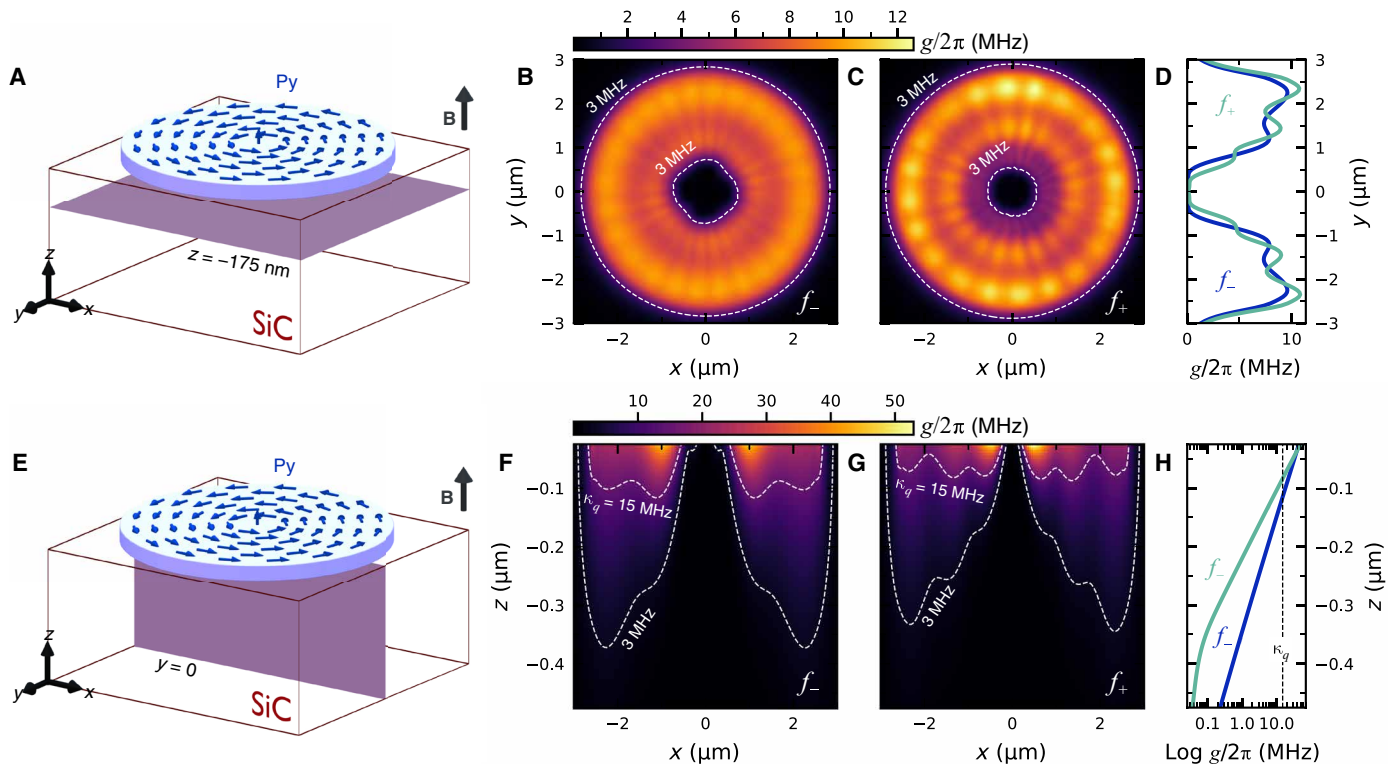 2 4 6 8 10 12
g/2π (MHz)
A
Py
B
z = −175 nm
SiC
z
y
x
B
3 MHz
3 MHz
f−
3
2
1
0
−1
−2
−3
y (μm)
−2 0 2
x (μm)
C
3 MHz
3 MHz
f+
−2 0 2
x (μm)
D
f+
f−
3
2
1
0
−1
−2
−3
y (μm)
0 10
g/2π (MHz)
10 20 30 40 50
g/2π (MHz)
E
Py
B
y = 0
SiC
z
y
x
F
κq = 15 MHz
3 MHz
f−
−0.1
−0.2
−0.3
−0.4
z (μm)
−2 0 2
x (μm)
G
κq = 15 MHz
3 MHz
f+
−2 0 2
x (μm)
H
f−
f−
κq
−0.1
−0.2
−0.3
−0.4
z (μm)
0.1 1.0 10.0
Log g/2π (MHz)